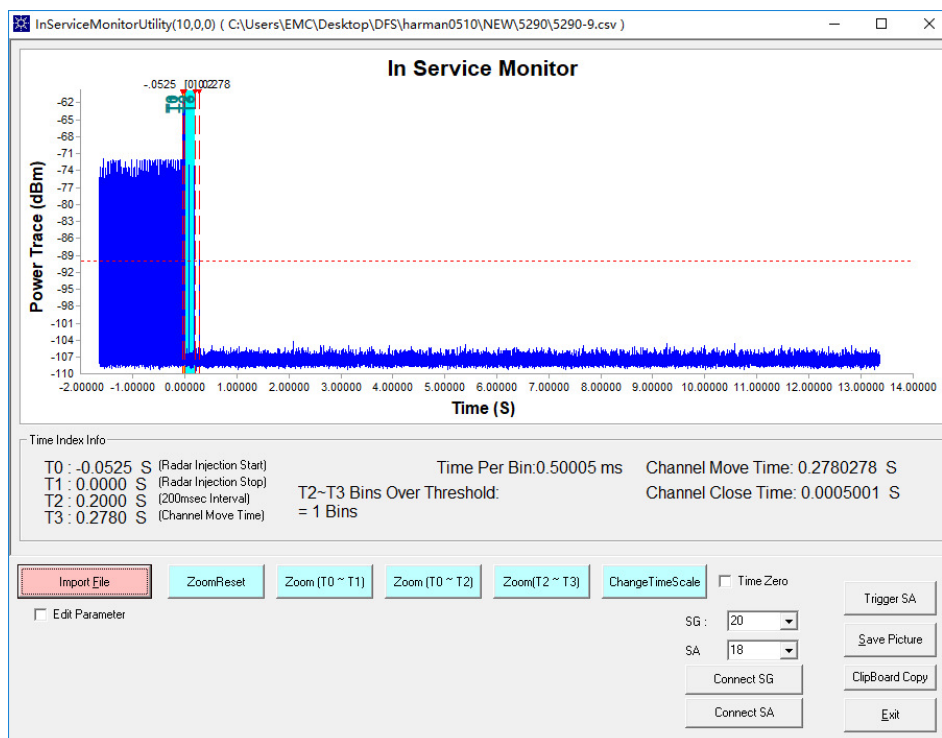 InServiceMonitorUtility(10,0,0) ( C:\Users\EMC\Desktop\DFS\harman0510\NEW\5290\5290-9.csv )
In Service Monitor
-.0525
T0
-62
-65
-68
-71
-74
-77
-80
-83
-86
-89
-92
-95
-98
-101
-104
-107
-110
Power Trace (dBm)
-2.00000 -1.00000 0.00000 1.00000 2.00000 3.00000 4.00000 5.00000 6.00000 7.00000 8.00000 9.00000 10.00000 11.00000 12.00000 13.00000 14.00000
Time (S)
Time Index Info
T0 : -0.0525 S (Radar Injection Start)
T1 : 0.0000 S (Radar Injection Stop)
T2 : 0.2000 S (200msec Interval)
T3 : 0.2780 S (Channel Move Time)
Time Per Bin:0.50005 ms
T2~T3 Bins Over Threshold:
= 1 Bins
Channel Move Time: 0.2780278 S
Channel Close Time: 0.0005001 S
Import File
ZoomReset
Zoom (T0 ~ T1)
Zoom (T0 ~ T2)
Zoom(T2 ~ T3)
ChangeTimeScale
Time Zero
Edit Parameter
SG : 20
SA 18
Connect SG
Connect SA
Trigger SA
Save Picture
ClipBoard Copy
Exit